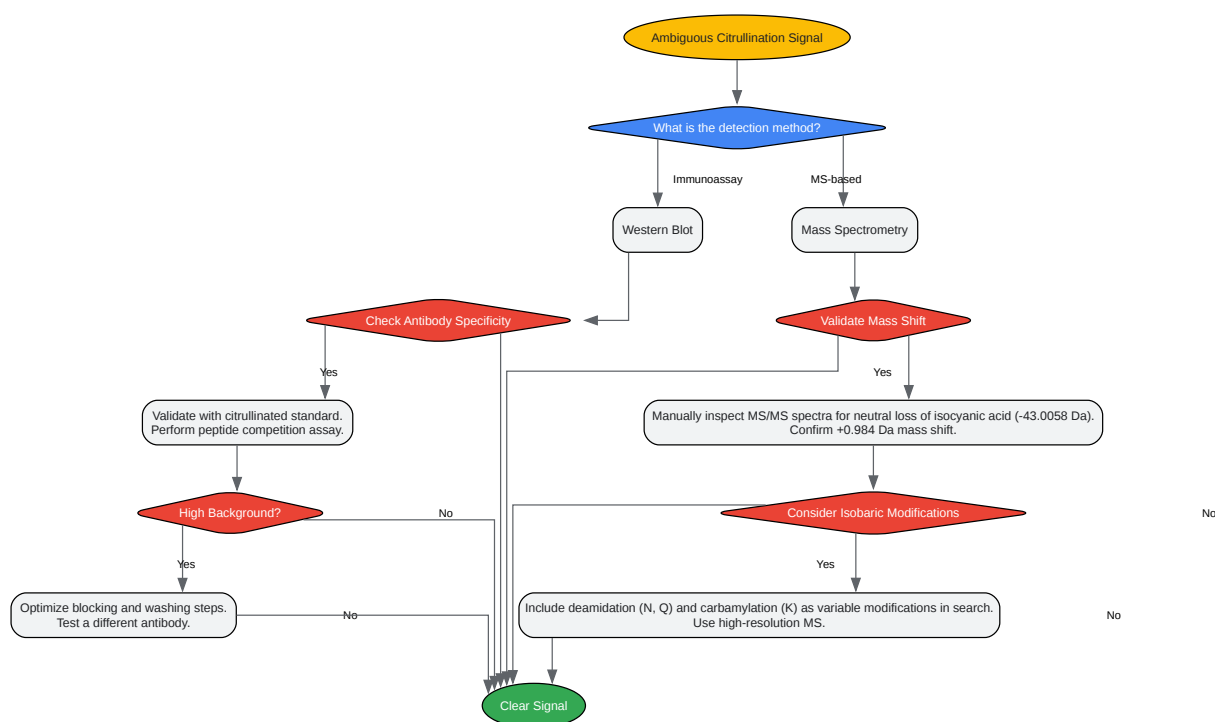 Ambiguous Citrullination Signal
What is the detection method?
Immunoassay
MS-based
Western Blot
Mass Spectrometry
Check Antibody Specificity
Validate Mass Shift
Yes
Yes
Validate with citrullinated standard.
Perform peptide competition assay.
Manually inspect MS/MS spectra for neutral loss of isocyanic acid (-43.0058 Da).
Confirm +0.984 Da mass shift.
High Background?
No
Consider Isobaric Modifications
No
Yes
Yes
Optimize blocking and washing steps.
Test a different antibody.
No
Include deamidation (N, Q) and carbamylation (K) as variable modifications in search.
Use high-resolution MS.
No
Clear Signal